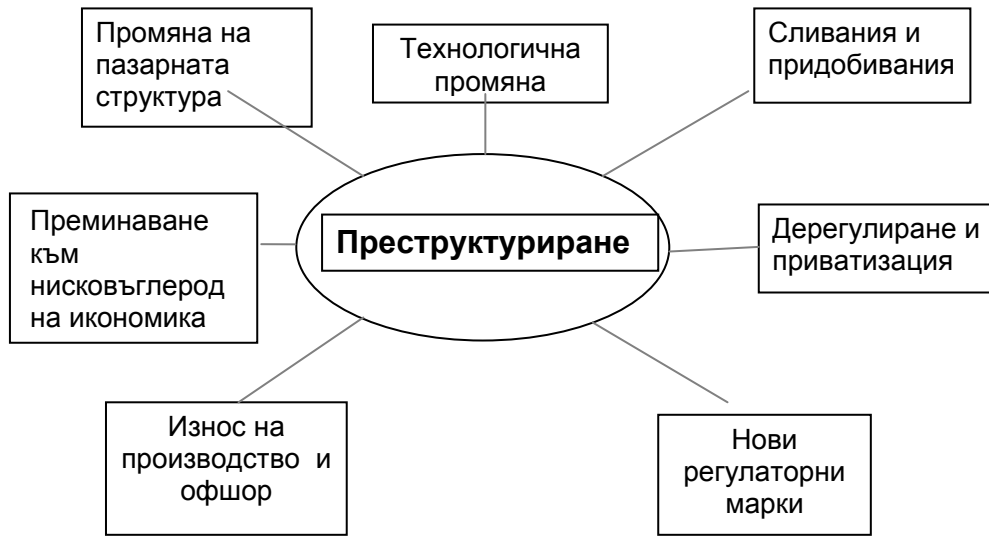 Промяна на
пазарната
структура
Технологична
промяна
Сливания и
придобивания
Преминаване
към
нисковъглерод
на икономика
Преструктуриране
Дерегулиране и
приватизация
Износ на
производство и
офшор
Нови
регулаторни
марки